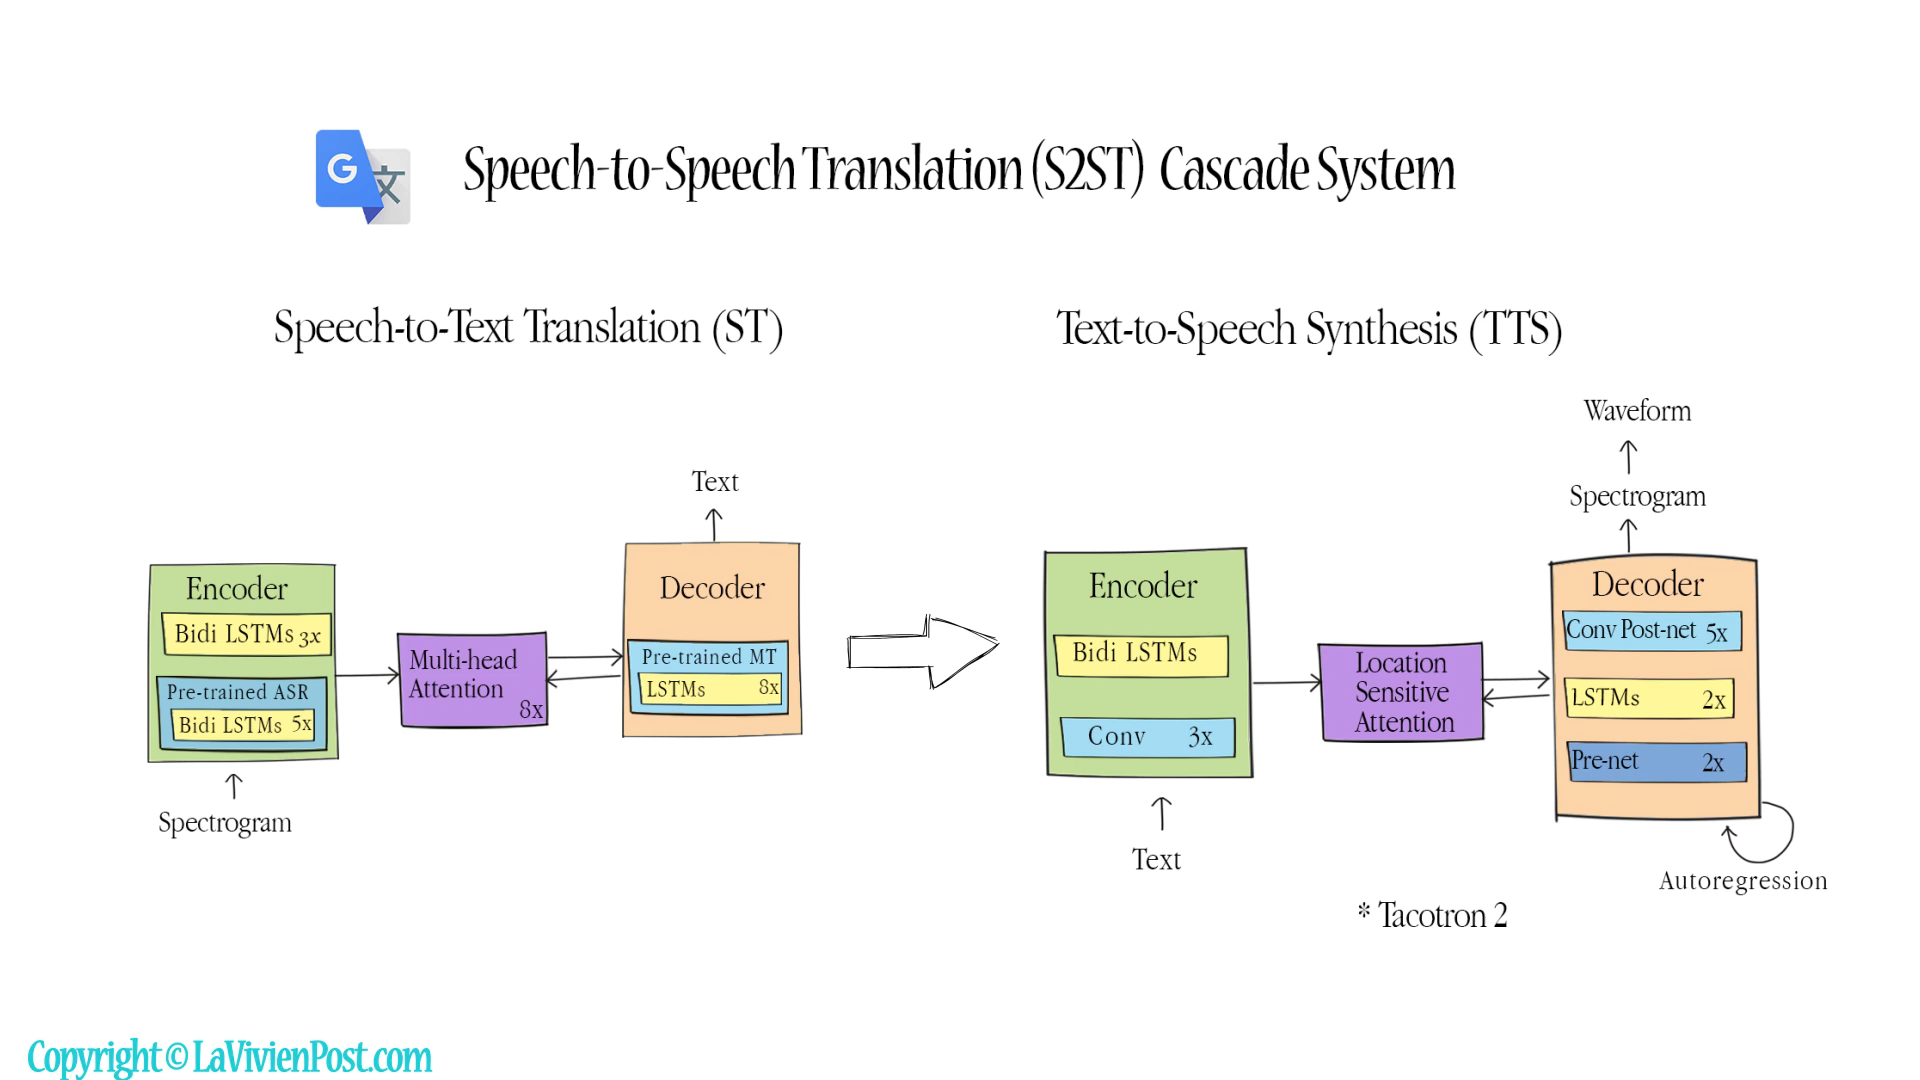 G 文
Speech-to-Speech Translation (S2ST) Cascade System
Speech-to-Text Translation (ST)
Text
Encoder
Bidi LSTMs 3x
Pre-trained ASR
Bidi LSTMs 5x
Spectrogram
Multi-head
Attention
8x
Decoder
Pre-trained MT
LSTMs 8x
Text-to-Speech Synthesis (TTS)
Waveform
Spectrogram
Encoder
Bidi LSTMs
Conv 3x
Text
Location
Sensitive
Attention
Decoder
Conv Post-net 5x
LSTMs 2x
Pre-net 2x
Autoregression
* Tacotron 2
Copyright © LaVivienPost.com